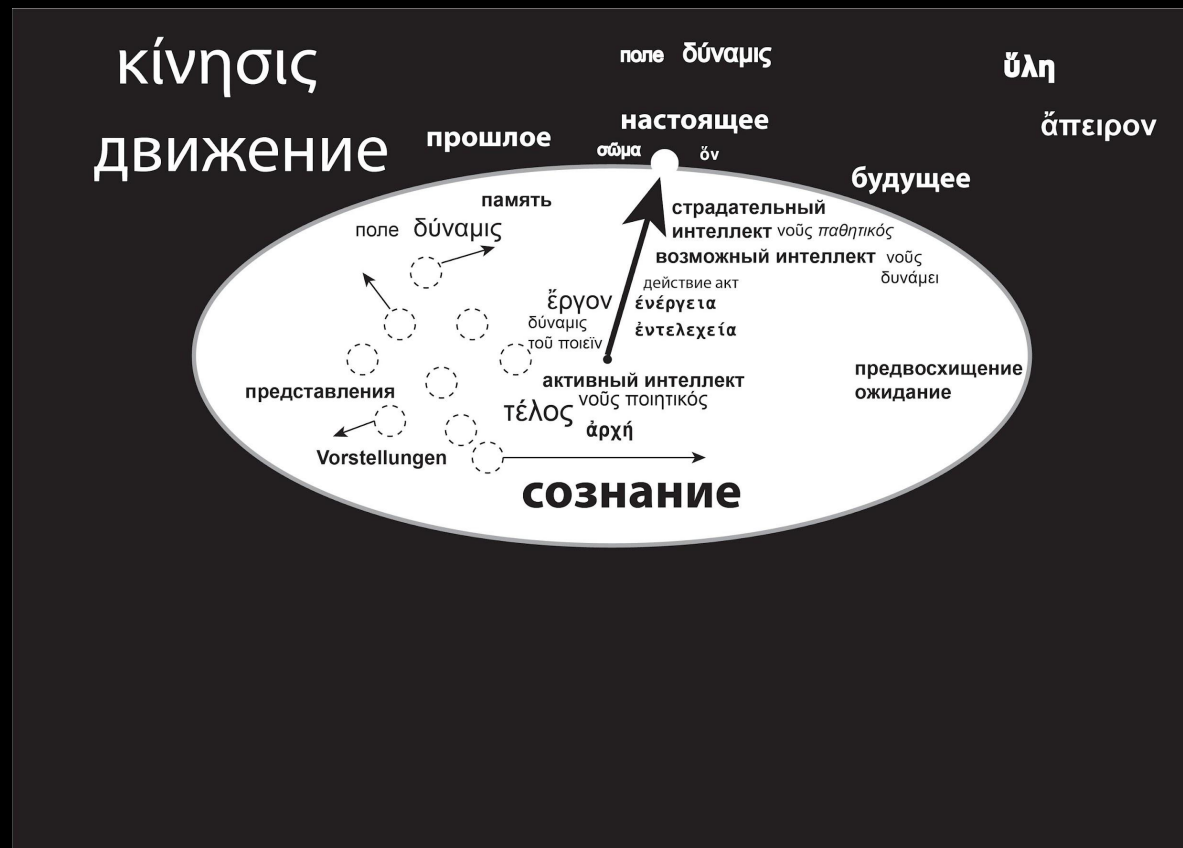 κίνησις
движение
поле δύναμις
ὕλη
ἄπειρον
прошлое
настоящее
σῶμα
ὄν
будущее
память
поле δύναμις
страдательный
интеллект νοῦς παθητικός
возможный интеллект νοῦς
δυνάμει
действие акт
ἔργον
ἐνέργεια
δύναμις
τοῦ ποιεῖν
ἐντελεχεία
представления
Vorstellungen
активный интеллект
νοῦς ποιητικός
τέλος
ἀρχή
предвосхищение
ожидание
сознание